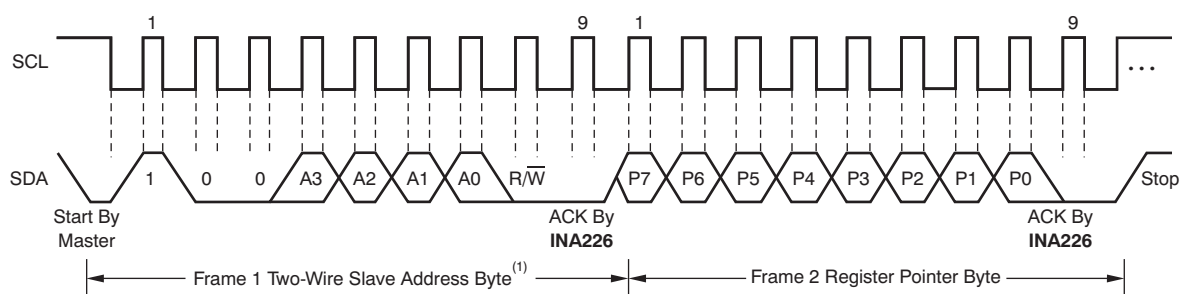 1 9 1 9
SCL
...
SDA 1 0 0 A3 A2 A1 A0 R/W̅ P7 P6 P5 P4 P3 P2 P1 P0 Stop
Start By ACK By ACK By
Master INA226 INA226
Frame 1 Two-Wire Slave Address Byte(1) Frame 2 Register Pointer Byte